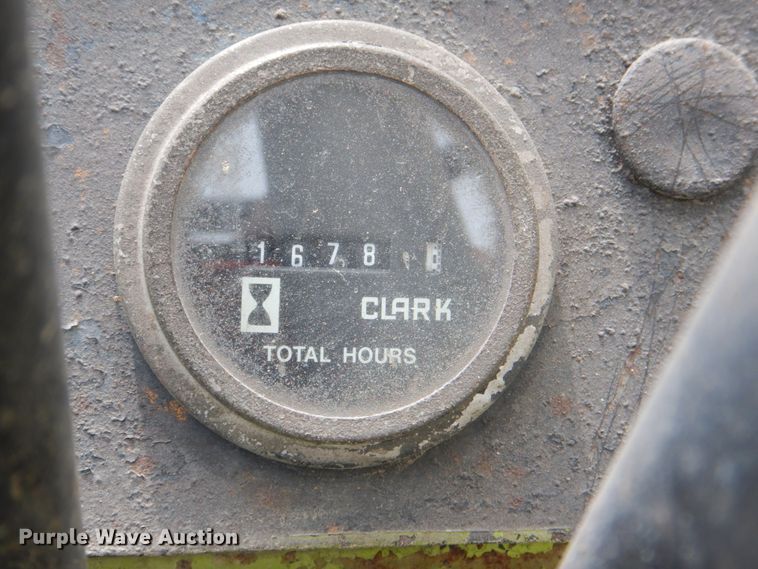 1678
CLARK
TOTAL HOURS
Purple Wave Auction